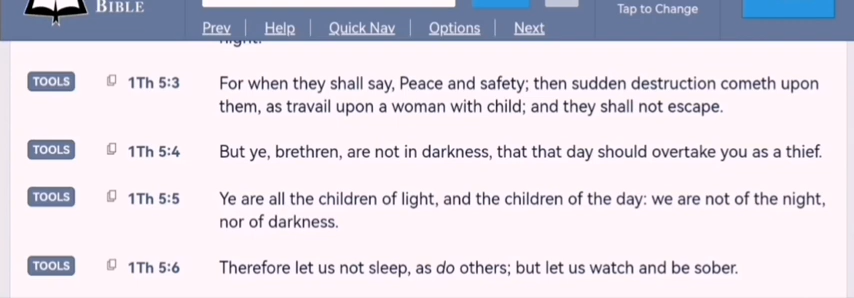 BIBLE
Tap to Change
Prev | Help | Quick Nav | Options | Next
night.
TOOLS 1Th 5:3 For when they shall say, Peace and safety; then sudden destruction cometh upon
them, as travail upon a woman with child; and they shall not escape.
TOOLS 1Th 5:4 But ye, brethren, are not in darkness, that that day should overtake you as a thief.
TOOLS 1Th 5:5 Ye are all the children of light, and the children of the day: we are not of the night,
nor of darkness.
TOOLS 1Th 5:6 Therefore let us not sleep, as do others; but let us watch and be sober.